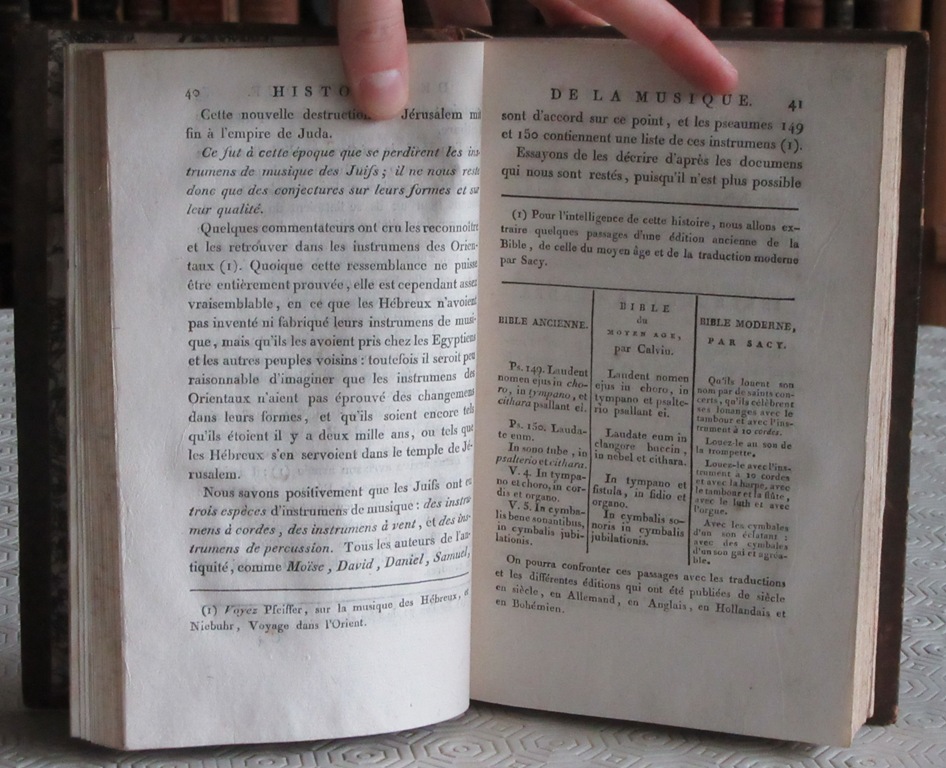 40 HISTO
Cette nouvelle destruction Jérusalem mit
fin à l'empire de Juda.
Ce fut à cette époque que se perdirent les ins-
trumens de musique des Juifs ; il ne nous reste
donc que des conjectures sur leurs formes et sur
leur qualité.
Quelques commentateurs ont cru les reconnoître
et les retrouver dans les instrumens des Orien-
taux (1). Quoique cette ressemblance ne puisse
être entièrement prouvée, elle est cependant assez
vraisemblable, en ce que les Hébreux n'avoient
pas inventé ni fabriqué leurs instrumens de musi-
que, mais qu'ils les avoient pris chez les Egyptiens
et les autres peuples voisins : toutefois il seroit peu
raisonnable d'imaginer que les instrumens des
Orientaux n'aient pas éprouvé des changemens
dans leurs formes, et qu'ils soient encore tels
qu'ils étoient il y a deux mille ans, ou tels que
les Hébreux s'en servoient dans le temple de Jé-
rusalem.
Nous savons positivement que les Juifs ont eu
trois espèces d'instrumens de musique : des instru-
mens à cordes, des instrumens à vent, et des ins-
trumens de percussion. Tous les auteurs de l'an-
tiquité, comme Moïse, David, Daniel, Samuel,
(1) Voyez Pfeiffer, sur la musique des Hébreux, et
Niebuhr, Voyage dans l'Orient.
DE LA MUSIQUE. 41
sont d'accord sur ce point, et les pseaumes 149
et 150 contiennent une liste de ces instrumens (1).
Essayons de les décrire d'après les documens
qui nous sont restés, puisqu'il n'est plus possible
(1) Pour l'intelligence de cette histoire, nous allons ex-
traire quelques passages d'une édition ancienne de la
Bible, de celle du moyen âge et de la traduction moderne
par Sacy.
BIBLE ANCIENNE.
Ps. 149. Laudent
nomen ejus in cho-
ro, in tympano, et
cithara psallant ei.
Ps. 150. Lauda-
te eum.
In sono tube, in
psalterio et cithara.
V. 4. In tympa-
no et choro, in cor-
dis et organo.
V. 5. In cymba-
lis bene sonantibus,
in cymbalis jubi-
lationis.
BIBLE
du
MOYEN AGE,
par Calvin.
Laudent nomen
ejus in choro, in
tympano et psalte-
rio psallant ei.
Laudate eum in
clangore buccin,
in nebel et cithara.
In tympano et
fistula, in fidio et
organo.
In cymbalis so-
noris in cymbalis
jubilationis.
BIBLE MODERNE,
PAR SACY.
Qu'ils louent son
nom par de saints con-
certs, qu'ils célèbrent
ses louanges avec le
tambour et avec l'ins-
trument à 10 cordes.
Louez-le au son de
la trompette.
Louez-le avec l'ins-
trument à 10 cordes
et avec la harpe, avec
le tambour et la flûte,
avec le luth et avec
l'orgue.
Avec les cymbales
d'un son éclatant :
avec des cymbales
d'un son gai et agréa-
ble.
On pourra confronter ces passages avec les traductions
et les différentes éditions qui ont été publiées de siècle
en siècle, en Allemand, en Anglais, en Hollandais et
en Bohémien.